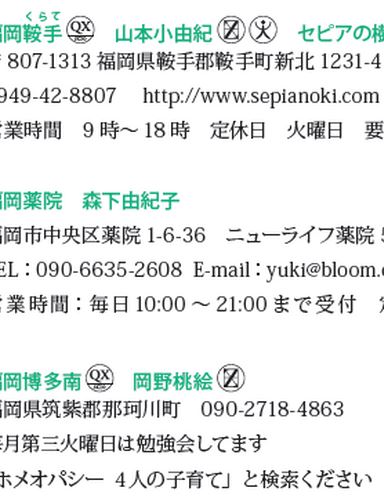 くらて
岡鞍手 QX 山本小由紀 セピアの樹
〒807-1313 福岡県鞍手郡鞍手町新北 1231-4
949-42-8807 http://www.sepianoki.com
営業時間 9時〜18時 定休日 火曜日 要
岡薬院 森下由紀子
福岡市中央区薬院 1-6-36 ニューライフ薬院 5
EL：090-6635-2608 E-mail：yuki@bloom.
営業時間：毎日 10:00 〜 21:00 まで受付 定
岡博多南 QX 岡野桃絵
福岡県筑紫郡那珂川町 090-2718-4863
毎月第三火曜日は勉強会してます
ホメオパシー 4人の子育て」と検索ください